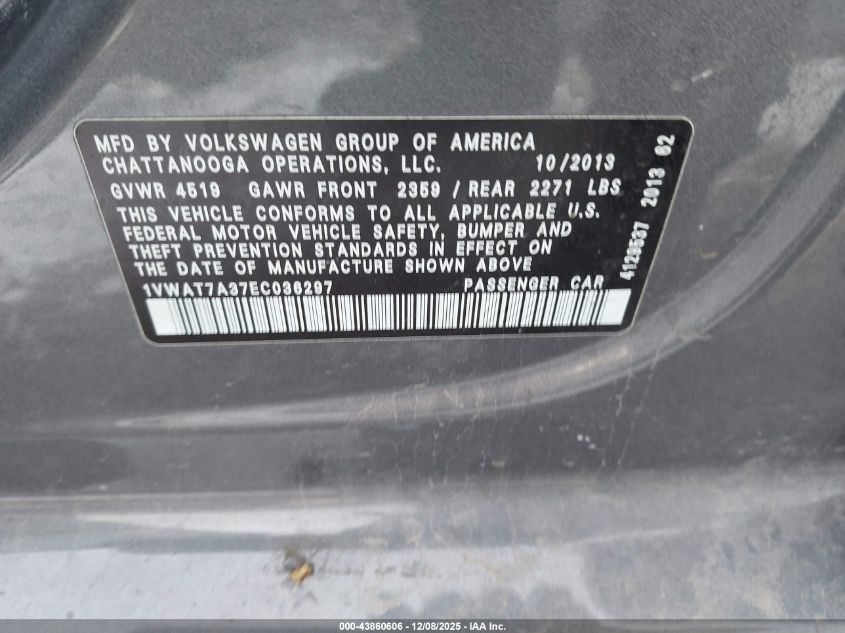 MFD BY VOLKSWAGEN GROUP OF AMERICA
CHATTANOOGA OPERATIONS, LLC. 10/2013
GVWR 4519 GAWR FRONT 2359 / REAR 2271 LBS
THIS VEHICLE CONFORMS TO ALL APPLICABLE U.S.
FEDERAL MOTOR VEHICLE SAFETY, BUMPER AND
THEFT PREVENTION STANDARDS IN EFFECT ON
THE DATE OF MANUFACTURE SHOWN ABOVE
1VWAT7A37EC036297 PASSENGER CAR
4129537 2013 62
000-43860606 • 12/08/2025 - IAA Inc.